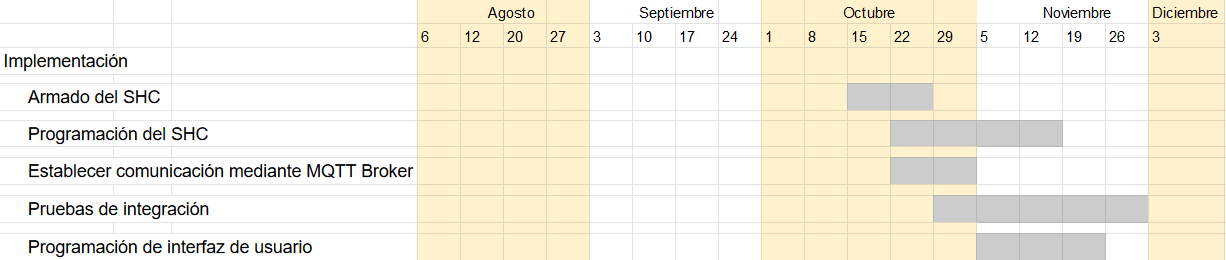 Agosto Septiembre Octubre Noviembre Diciembre
6 12 20 27 3 10 17 24 1 8 15 22 29 5 12 19 26 3
Implementación
Armado del SHC
Programación del SHC
Establecer comunicación mediante MQTT Broker
Pruebas de integración
Programación de interfaz de usuario